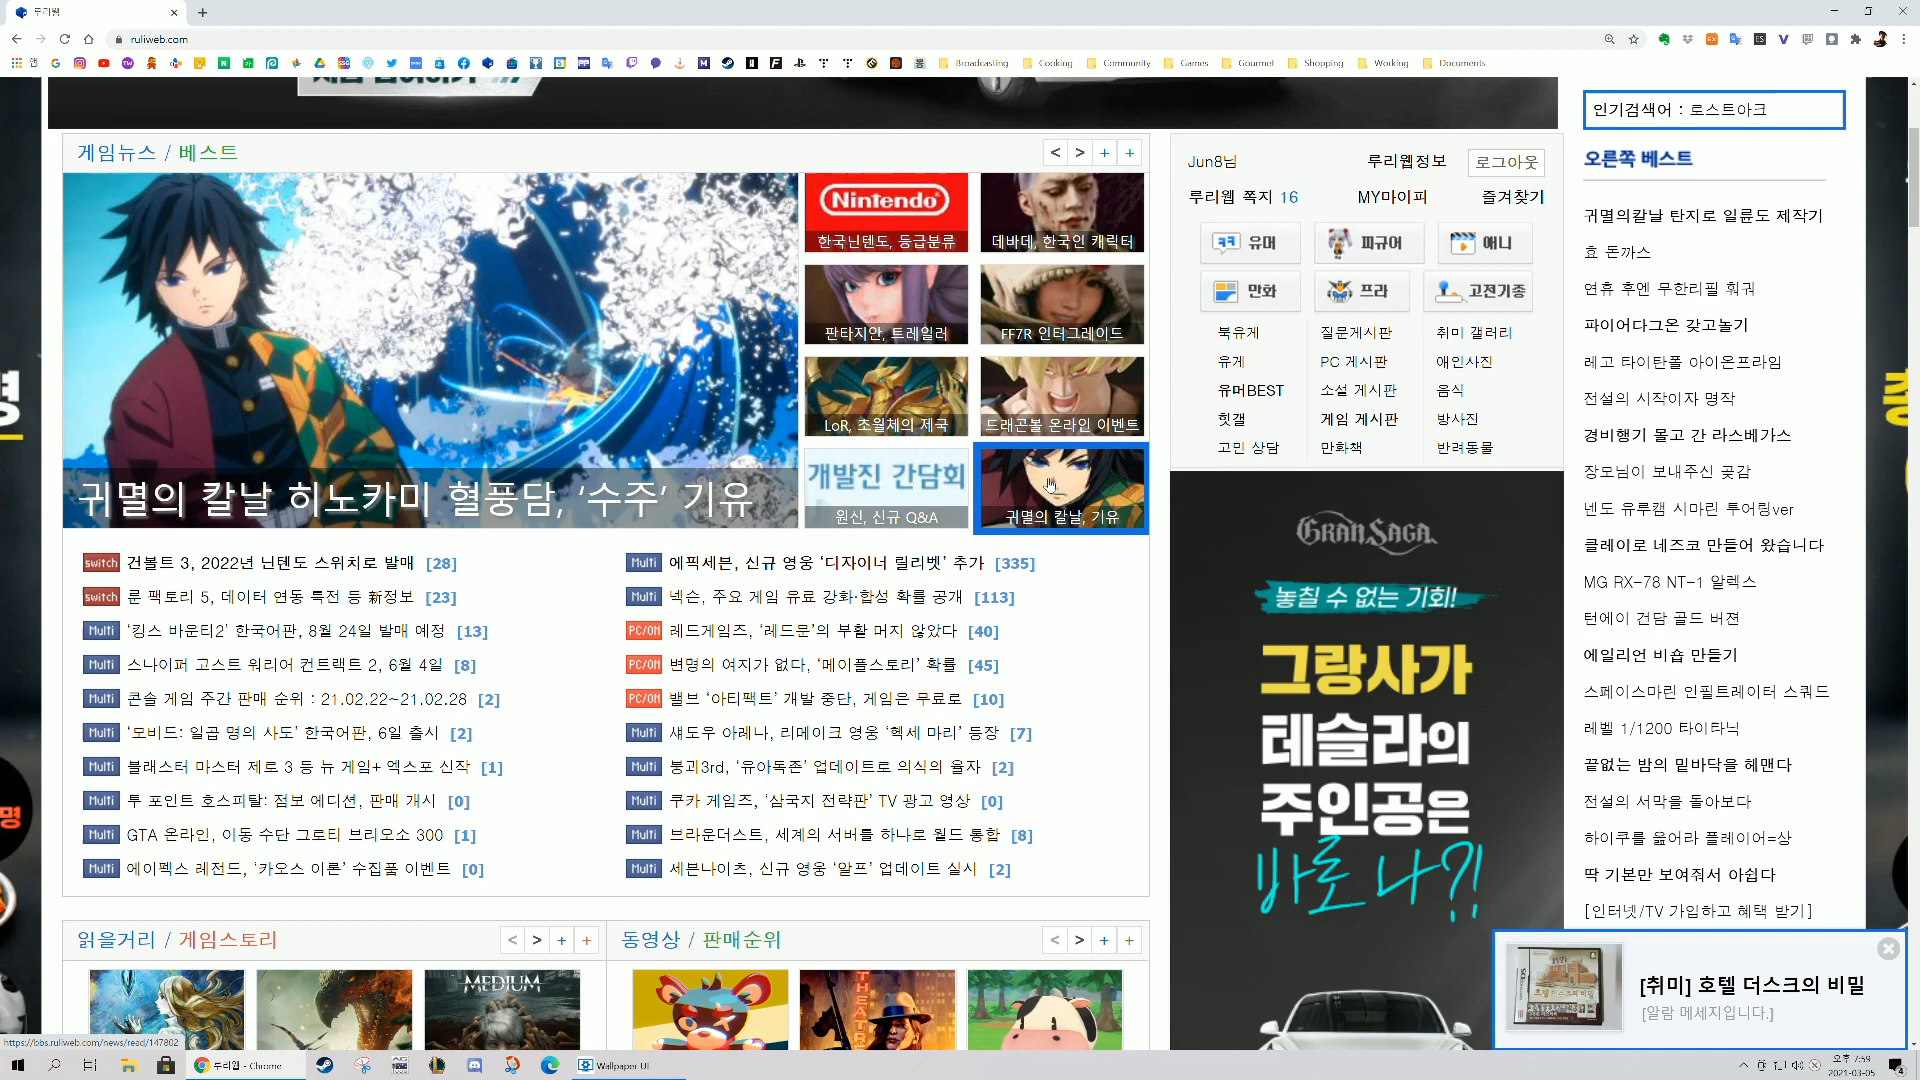 루리웹
ruliweb.com
앱
Broadcasting
Cooking
Community
Games
Gourmet
Shopping
Working
Documents
게임뉴스 / 베스트
< > + +
귀멸의 칼날 히노카미 혈풍담, ‘수주’ 기유
Nintendo
한국닌텐도, 등급분류
데바데, 한국인 캐릭터
판타지안, 트레일러
FF7R 인터그레이드
LoR, 초월체의 제국
드래곤볼 온라인 이벤트
개발진 간담회
원신, 신규 Q&A
귀멸의 칼날, 기유
switch 건볼트 3, 2022년 닌텐도 스위치로 발매 [28]
switch 룬 팩토리 5, 데이터 연동 특전 등 新정보 [23]
Multi ‘킹스 바운티2’ 한국어판, 8월 24일 발매 예정 [13]
Multi 스나이퍼 고스트 워리어 컨트랙트 2, 6월 4일 [8]
Multi 콘솔 게임 주간 판매 순위 : 21.02.22~21.02.28 [2]
Multi ‘모비드: 일곱 명의 사도’ 한국어판, 6일 출시 [2]
Multi 블래스터 마스터 제로 3 등 뉴 게임+ 엑스포 신작 [1]
Multi 투 포인트 호스피탈: 점보 에디션, 판매 개시 [0]
Multi GTA 온라인, 이동 수단 그로티 브리오소 300 [1]
Multi 에이펙스 레전드, ‘카오스 이론’ 수집품 이벤트 [0]
Multi 에픽세븐, 신규 영웅 ‘디자이너 릴리벳’ 추가 [335]
Multi 넥슨, 주요 게임 유료 강화·합성 확률 공개 [113]
PC/ON 레드게임즈, ‘레드문’의 부활 머지 않았다 [40]
PC/ON 변명의 여지가 없다, ‘메이플스토리’ 확률 [45]
PC/ON 밸브 ‘아티팩트’ 개발 중단, 게임은 무료로 [10]
Multi 섀도우 아레나, 리메이크 영웅 ‘헥세 마리’ 등장 [7]
Multi 붕괴3rd, ‘유아독존’ 업데이트로 의식의 율자 [2]
Multi 쿠카 게임즈, ‘삼국지 전략판’ TV 광고 영상 [0]
Multi 브라운더스트, 세계의 서버를 하나로 월드 통합 [8]
Multi 세븐나이츠, 신규 영웅 ‘알프’ 업데이트 실시 [2]
읽을거리 / 게임스토리
< > + +
동영상 / 판매순위
< > + +
MEDIUM
THEATRE
Jun8님
루리웹정보
로그아웃
루리웹 쪽지 16
MY마이피
즐겨찾기
유머
피규어
애니
만화
프라
고전기종
북유게
질문게시판
취미 갤러리
유게
PC 게시판
애인사진
유머BEST
소설 게시판
음식
힛갤
게임 게시판
방사진
고민 상담
만화책
반려동물
GRANSAGA
놓칠 수 없는 기회!
그랑사가
테슬라의
주인공은
바로 나?!
인기검색어 : 로스트아크
오른쪽 베스트
귀멸의칼날 탄지로 일륜도 제작기
효 돈까스
연휴 후엔 무한리필 훠궈
파이어다그온 갖고놀기
레고 타이탄폴 아이온프라임
전설의 시작이자 명작
경비행기 몰고 간 라스베가스
장모님이 보내주신 곶감
넨도 유루캠 시마린 투어링ver
클레이로 네즈코 만들어 왔습니다
MG RX-78 NT-1 알렉스
턴에이 건담 골드 버젼
에일리언 비숍 만들기
스페이스마린 인필트레이터 스쿼드
레벨 1/1200 타이타닉
끝없는 밤의 밑바닥을 헤맨다
전설의 서막을 돌아보다
하이쿠를 읊어라 플레이어=상
딱 기본만 보여줘서 아쉽다
[인터넷/TV 가입하고 혜택 받기]
호텔 더스크의 비밀
[취미] 호텔 더스크의 비밀
[알람 메세지입니다.]
https://bbs.ruliweb.com/news/read/147802
루리웹 - Chrome
Wallpaper UI
오후 7:59
2021-03-05